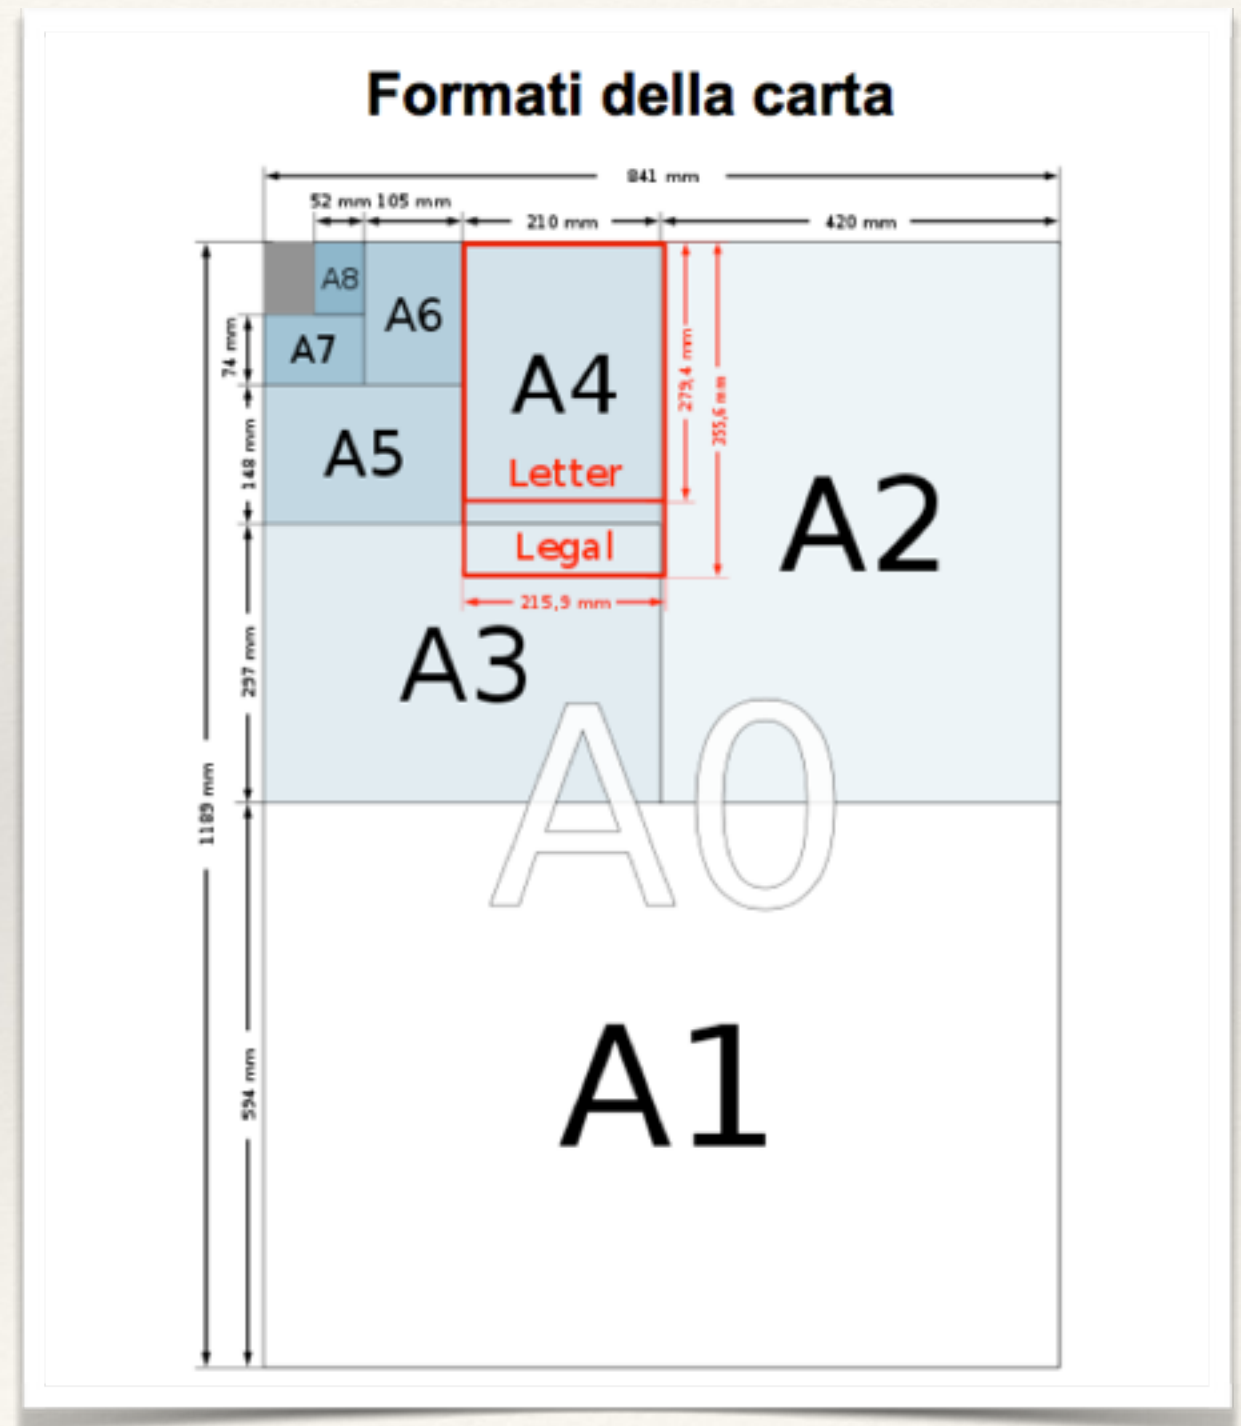 Formati della carta
841 mm
52 mm 105 mm
210 mm
420 mm
A8
A6
A7
74 mm
A4
279,4 mm
355,6 mm
A5
148 mm
Letter
A2
Legal
215,9 mm
A3
297 mm
A0
1189 mm
A1
594 mm